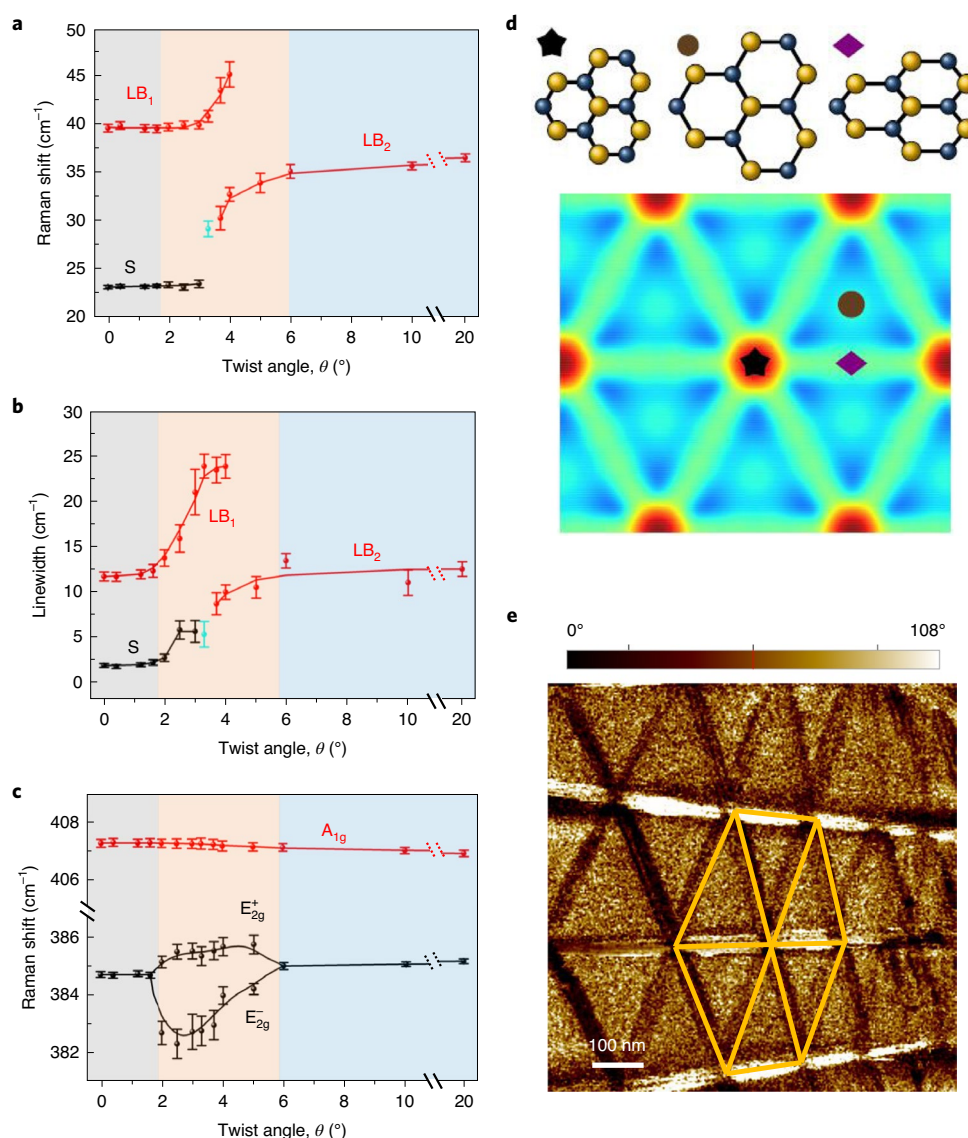 a
50
45
40
35
30
25
20
Raman shift (cm⁻¹)
LB₁
LB₂
S
0 2 4 6 10 20
Twist angle, θ (°)
b
30
25
20
15
10
5
0
Linewidth (cm⁻¹)
LB₁
LB₂
S
0 2 4 6 10 20
Twist angle, θ (°)
c
408
406
386
384
382
Raman shift (cm⁻¹)
A₁g
E⁺₂g
E⁻₂g
0 2 4 6 10 20
Twist angle, θ (°)
d
e
0° 108°
100 nm